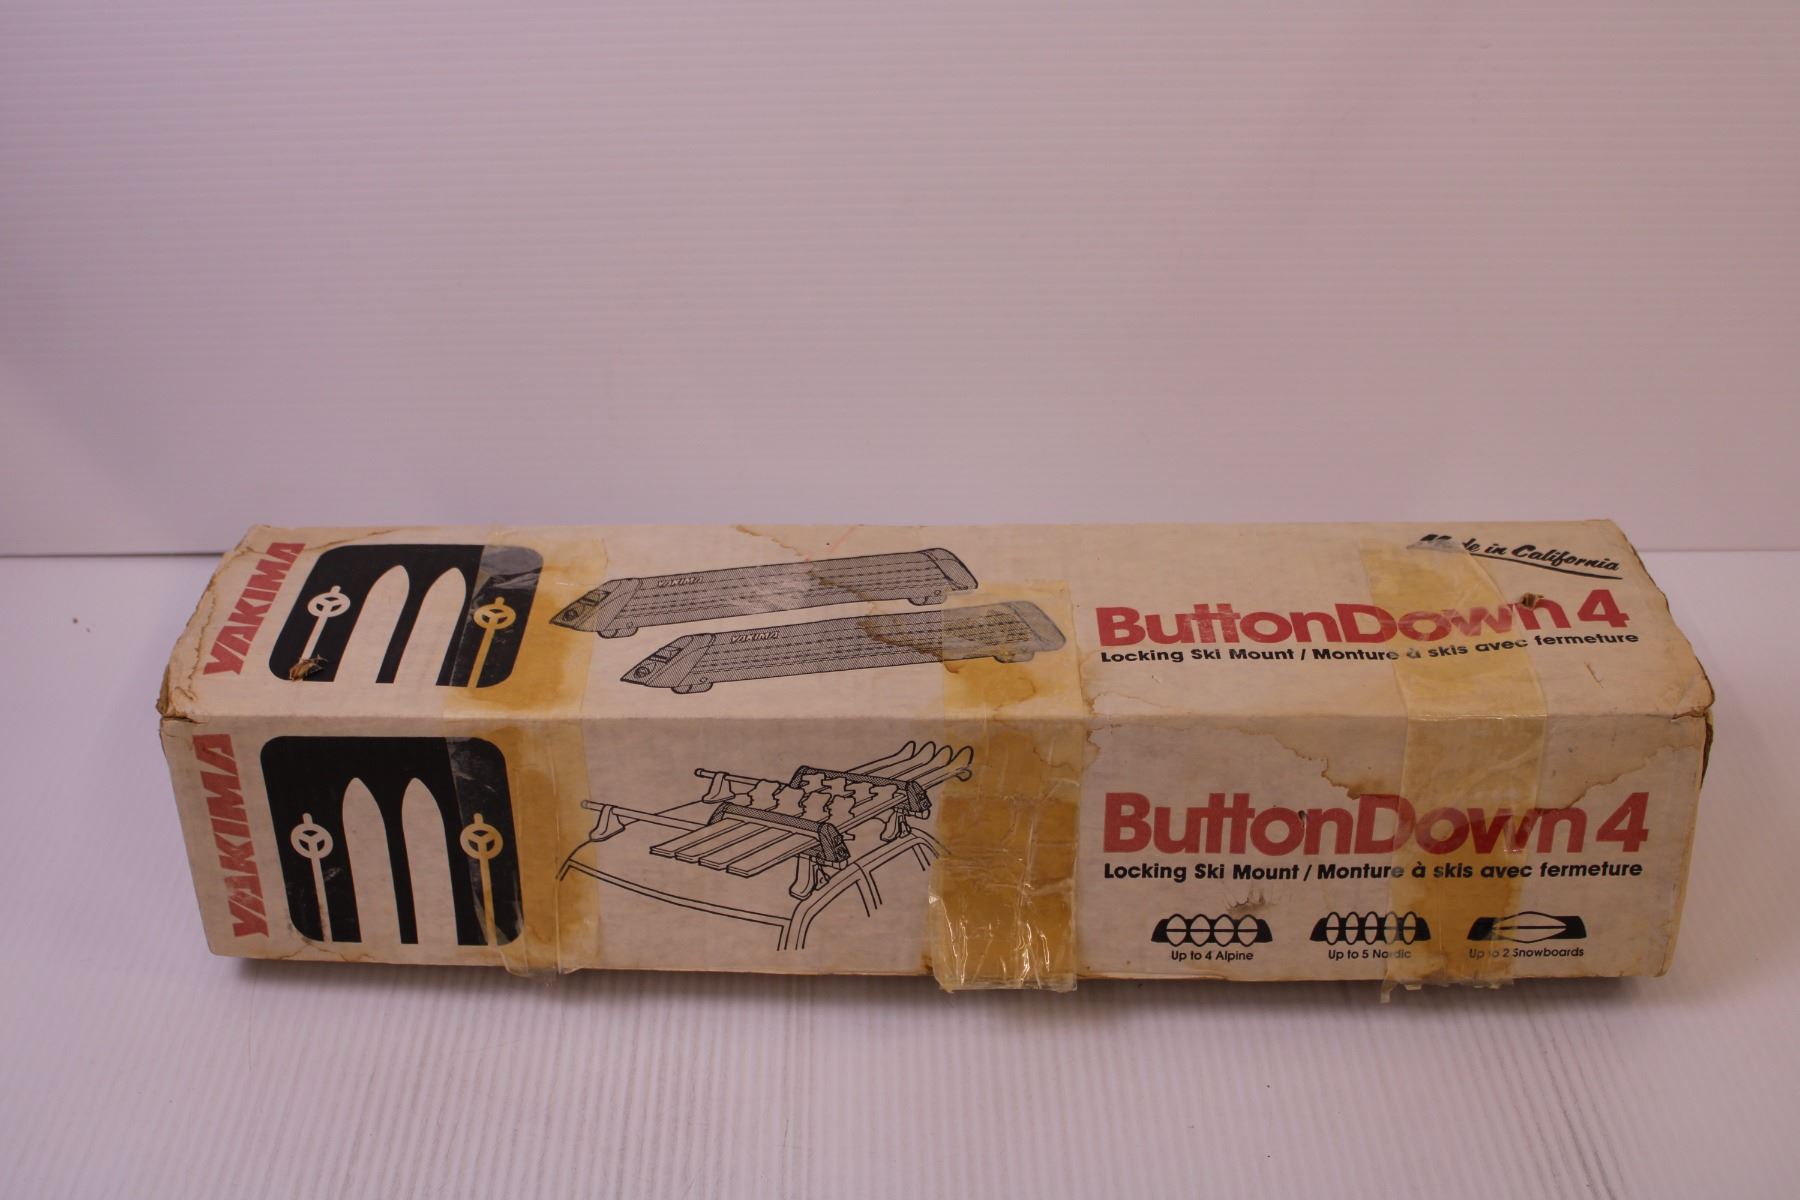 YAKIMA
YAKIMA
YAKIMA
Made in California
ButtonDown 4
Locking Ski Mount / Monture à skis avec fermeture
YAKIMA
ButtonDown 4
Locking Ski Mount / Monture à skis avec fermeture
Up to 4 Alpine
Up to 5 Nordic
Up to 2 Snowboards